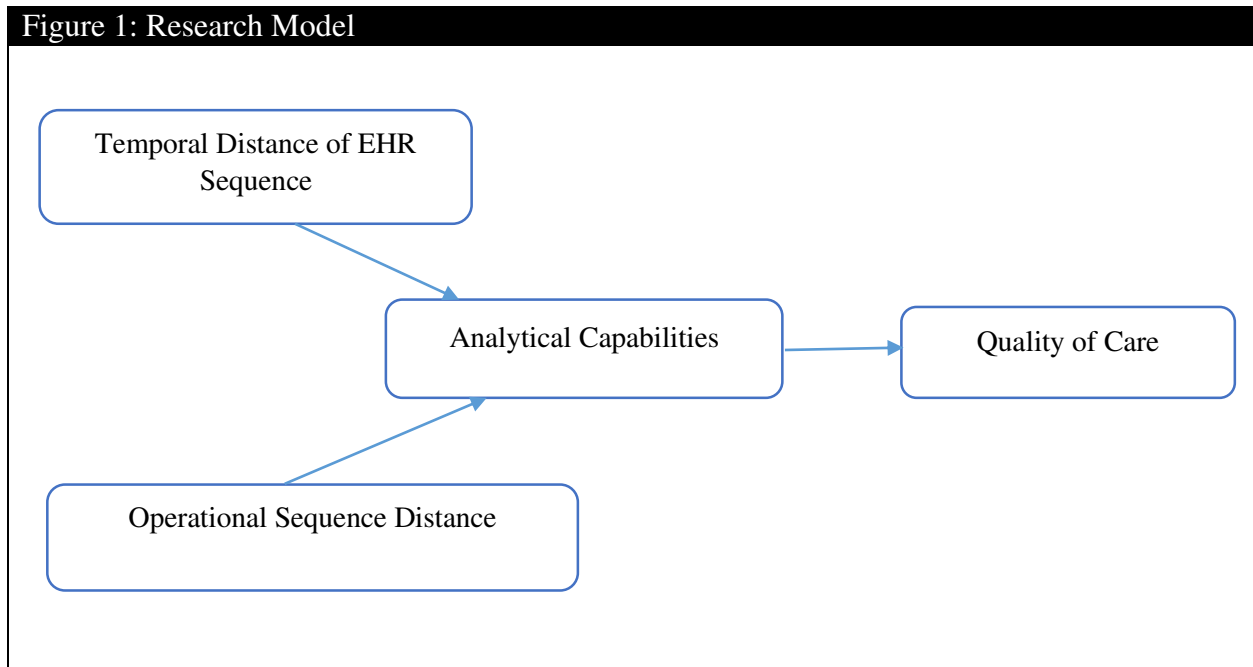 Figure 1: Research Model
Temporal Distance of EHR
Sequence
Analytical Capabilities
Quality of Care
Operational Sequence Distance